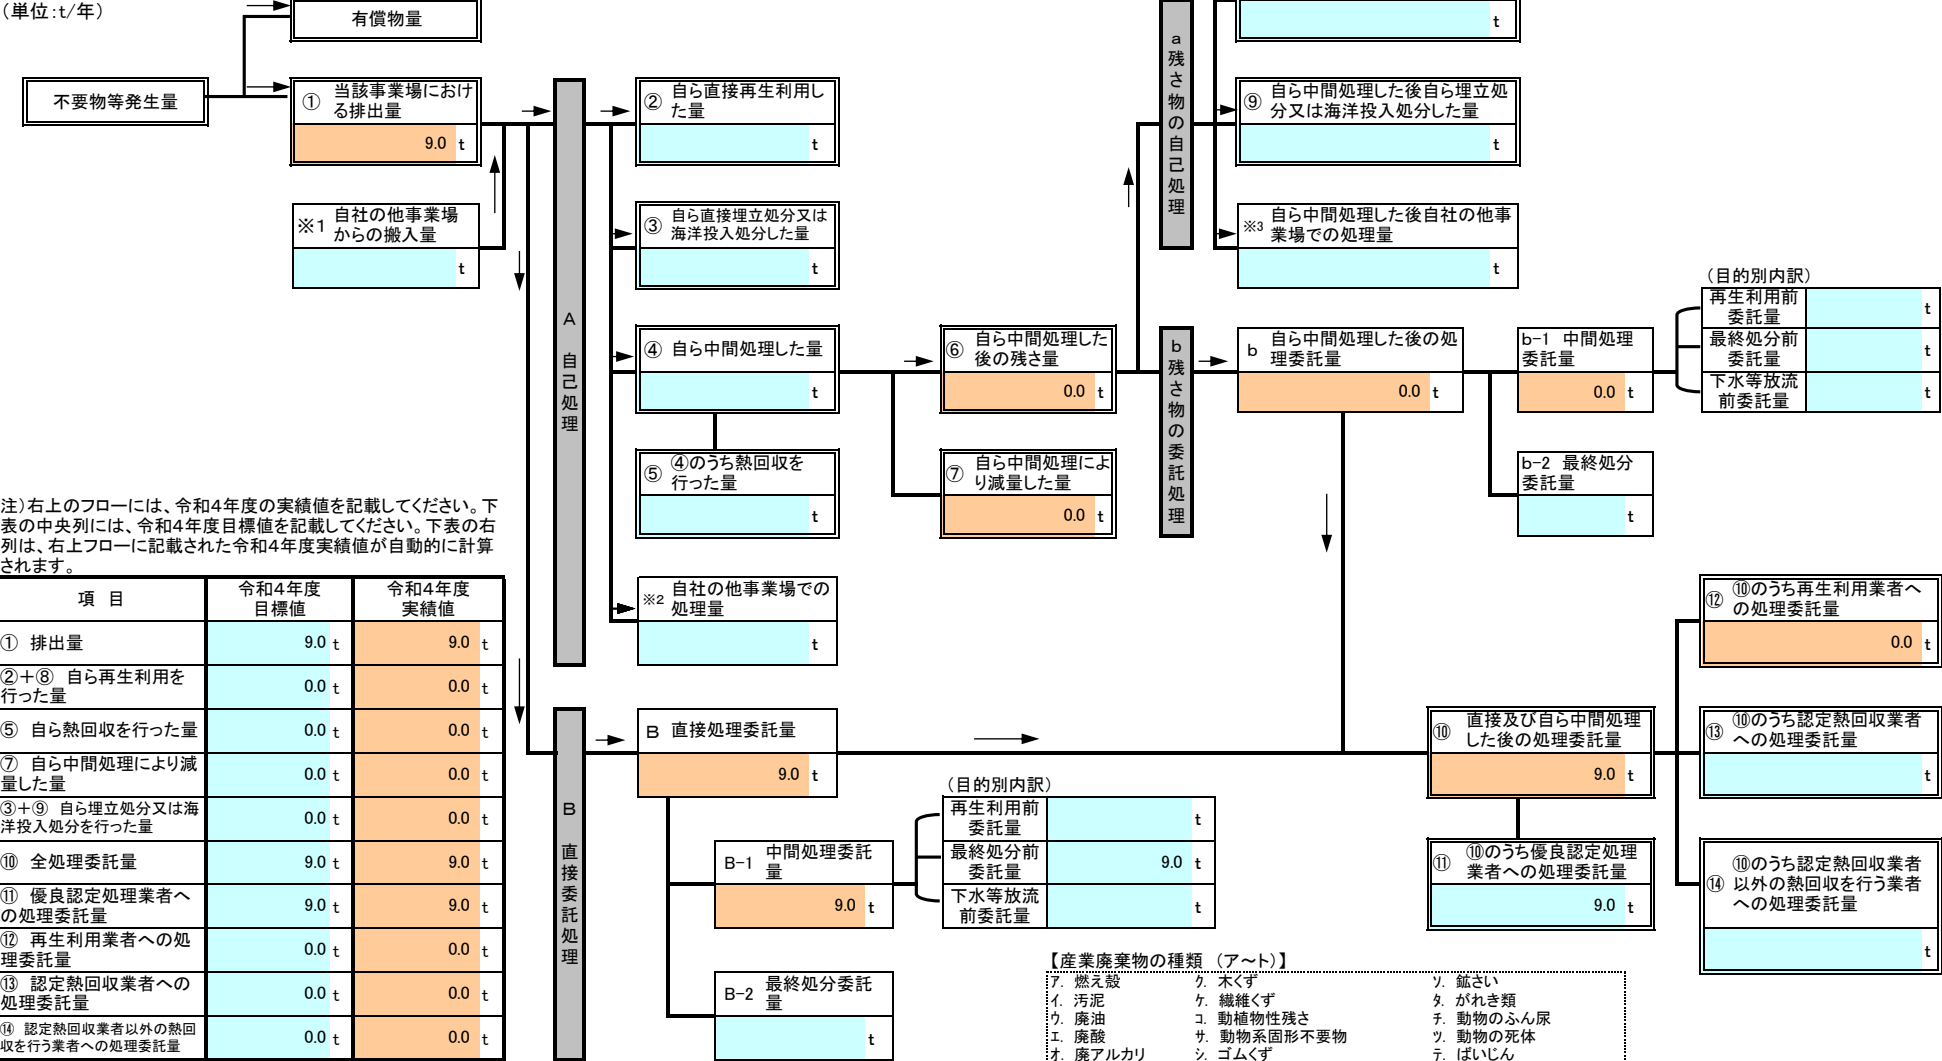 （単位：t/年）
有償物量
t
不要物等発生量
① 当該事業場におけ
る排出量
9.0 t
※1 自社の他事業場
からの搬入量
t
A 自己処理
② 自ら直接再生利用し
た量
t
③ 自ら直接埋立処分又は
海洋投入処分した量
t
④ 自ら中間処理した量
t
⑤ ④のうち熱回収を
行った量
t
※2 自社の他事業場での
処理量
t
⑥ 自ら中間処理した
後の残さ量
0.0 t
⑦ 自ら中間処理によ
り減量した量
0.0 t
a 残さ物の自己処理
⑨ 自ら中間処理した後自ら埋立処
分又は海洋投入処分した量
t
※3 自ら中間処理した後自社の他事
業場での処理量
t
b 残さ物の委託処理
b 自ら中間処理した後の処
理委託量
0.0 t
b-1 中間処理
委託量
0.0 t
b-2 最終処分
委託量
t
（目的別内訳）
再生利用前
委託量
t
最終処分前
委託量
t
下水等放流
前委託量
t
注）右上のフローには、令和4年度の実績値を記載してください。下
表の中央列には、令和4年度目標値を記載してください。下表の右
列は、右上フローに記載された令和4年度実績値が自動的に計算
されます。
項 目
令和4年度
目標値
令和4年度
実績値
① 排出量
9.0 t 9.0 t
②＋⑧ 自ら再生利用を
行った量
0.0 t 0.0 t
⑤ 自ら熱回収を行った量
0.0 t 0.0 t
⑦ 自ら中間処理により減
量した量
0.0 t 0.0 t
③＋⑨ 自ら埋立処分又は海
洋投入処分を行った量
0.0 t 0.0 t
⑩ 全処理委託量
9.0 t 9.0 t
⑪ 優良認定処理業者へ
の処理委託量
9.0 t 9.0 t
⑫ 再生利用業者への処
理委託量
0.0 t 0.0 t
⑬ 認定熱回収業者への
処理委託量
0.0 t 0.0 t
⑭ 認定熱回収業者以外の熱回
収を行う業者への処理委託量
0.0 t 0.0 t
B 直接委託処理
B 直接処理委託量
9.0 t
B-1 中間処理委託
量
9.0 t
B-2 最終処分委託
量
t
（目的別内訳）
再生利用前
委託量
t
最終処分前
委託量
9.0 t
下水等放流
前委託量
t
⑩ 直接及び自ら中間処理
した後の処理委託量
9.0 t
⑪ ⑩のうち優良認定処理
業者への処理委託量
9.0 t
⑫ ⑩のうち再生利用業者へ
の処理委託量
0.0 t
⑬ ⑩のうち認定熱回収業者
への処理委託量
t
⑭ ⑩のうち認定熱回収業者
以外の熱回収を行う業者
への処理委託量
t
【産業廃棄物の種類 （ア～ト）】
ｱ. 燃え殻 ｸ. 木くず ｿ. 鉱さい
ｲ. 汚泥 ｹ. 繊維くず ﾀ. がれき類
ｳ. 廃油 ｺ. 動植物性残さ ﾁ. 動物のふん尿
ｴ. 廃酸 ｻ. 動物系固形不要物 ﾂ. 動物の死体
ｵ. 廃アルカリ ｼ. ゴムくず ﾃ. ばいじん